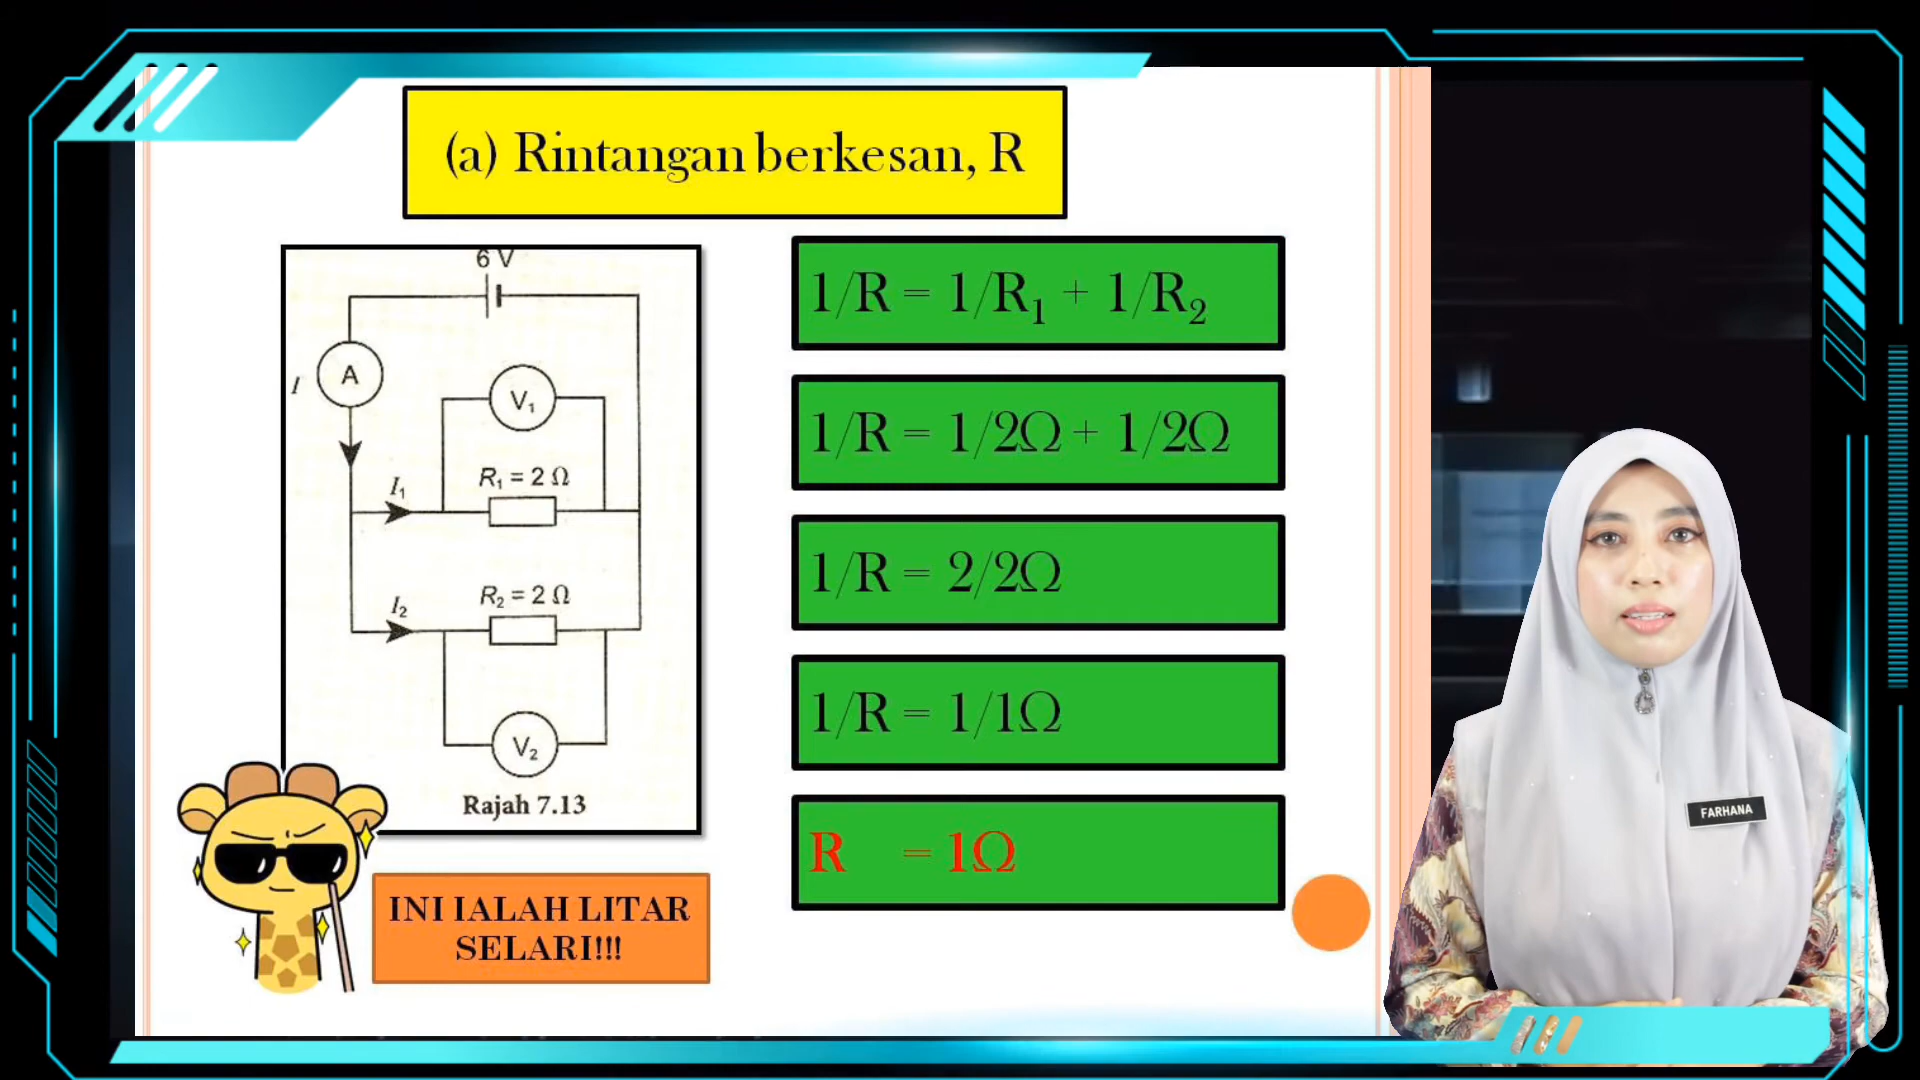 (a) Rintangan berkesan, R
6 V
A
I
V₁
R₁ = 2 Ω
I₁
R₂ = 2 Ω
I₂
V₂
Rajah 7.13
INI IALAH LITAR
SELARI!!!
1/R = 1/R₁ + 1/R₂
1/R = 1/2Ω + 1/2Ω
1/R = 2/2Ω
1/R = 1/1Ω
R = 1Ω
FARHANA